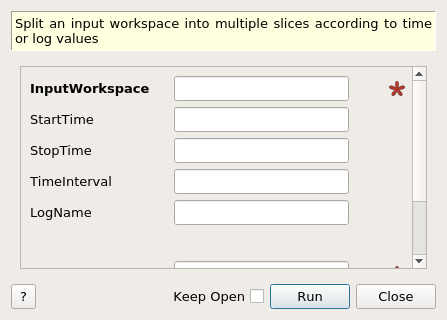 Split an input workspace into multiple slices according to time
or log values
InputWorkspace
StartTime
StopTime
TimeInterval
LogName
? Keep Open Run Close